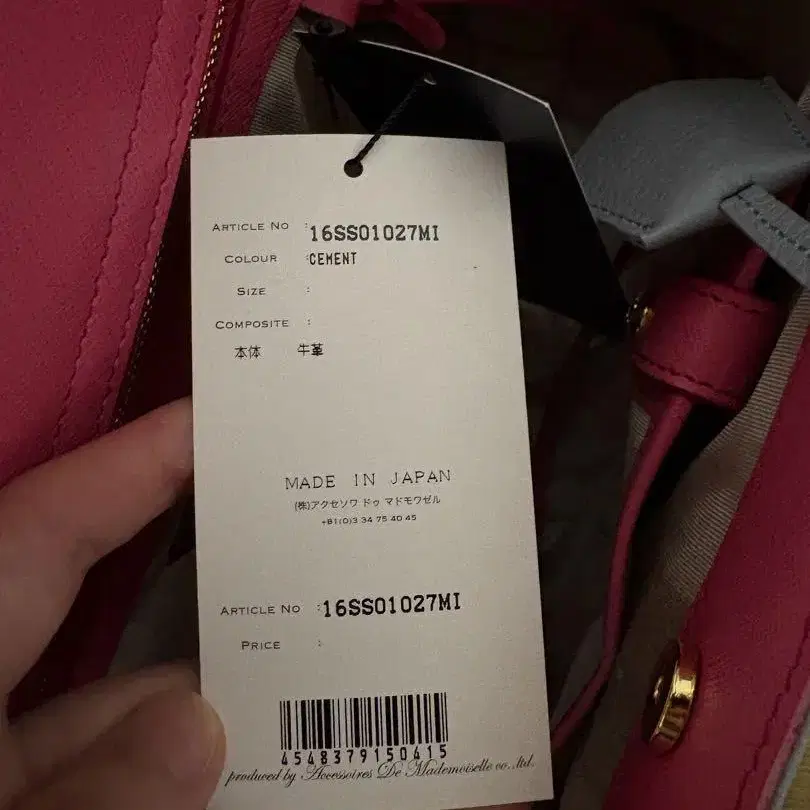 ARTICLE NO : 16SS01027MI
COLOUR : CEMENT
SIZE :
COMPOSITE :
本体 牛革
MADE IN JAPAN
(株)アクセソワ ドゥ マドモワゼル
+81(0)3 34 75 40 45
ARTICLE NO : 16SS01027MI
PRICE :
4548379150415
produced by Accessoires De Mademoiselle co.,ltd.